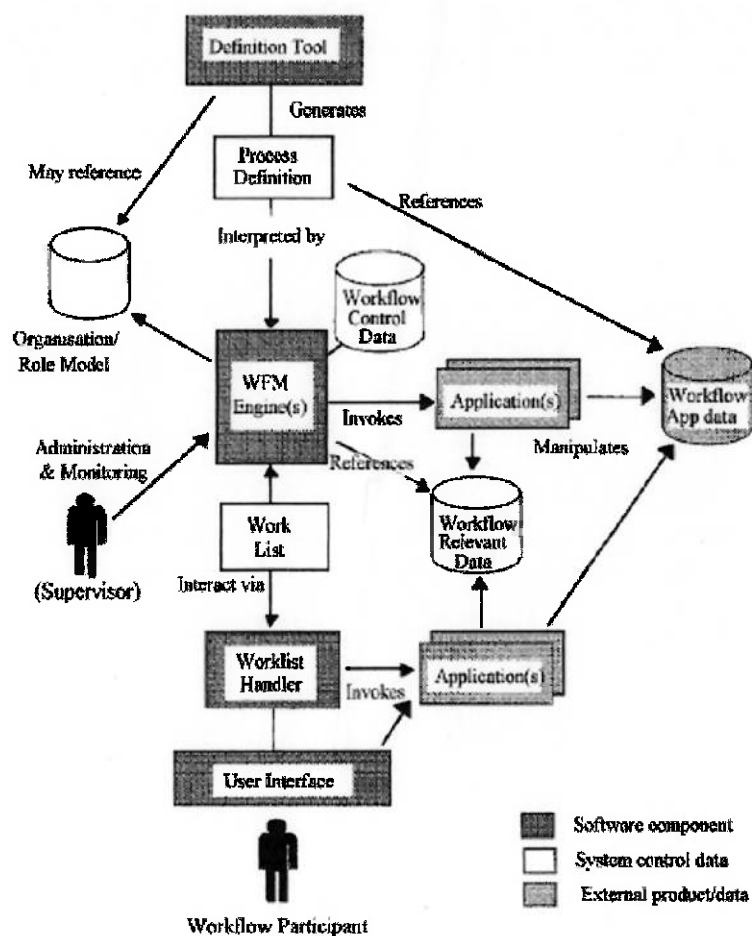 Definition Tool
Generates
May reference
Process
Definition
References
Interpreted by
Workflow
Control
Data
Organisation/
Role Model
WFM
Engine(s)
Invokes
Application(s)
Workflow
App data
Administration
& Monitoring
References
Manipulates
Work
List
Workflow
Relevant
Data
(Supervisor)
Interact via
Worklist
Handler
Invokes
Application(s)
User Interface
Software component
System control data
External product/data
Workflow Participant